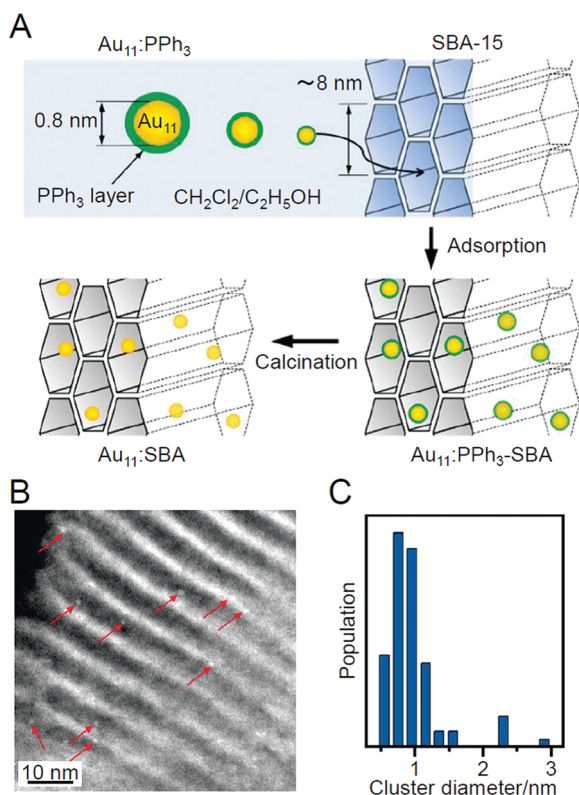 A
Au₁₁:PPh₃
SBA-15
~8 nm
0.8 nm
Au₁₁
PPh₃ layer
CH₂Cl₂/C₂H₅OH
Adsorption
Calcination
Au₁₁:SBA
Au₁₁:PPh₃-SBA
B
10 nm
C
Population
1 2 3
Cluster diameter/nm